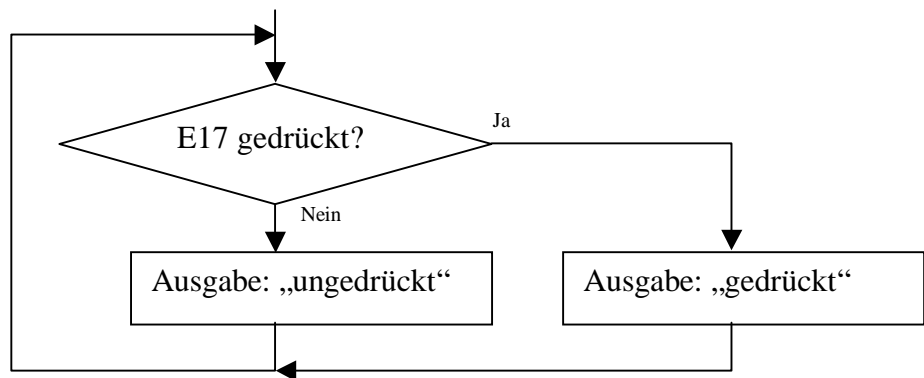 E17 gedrückt?
Ja
Nein
Ausgabe: „ungedrückt“
Ausgabe: „gedrückt“